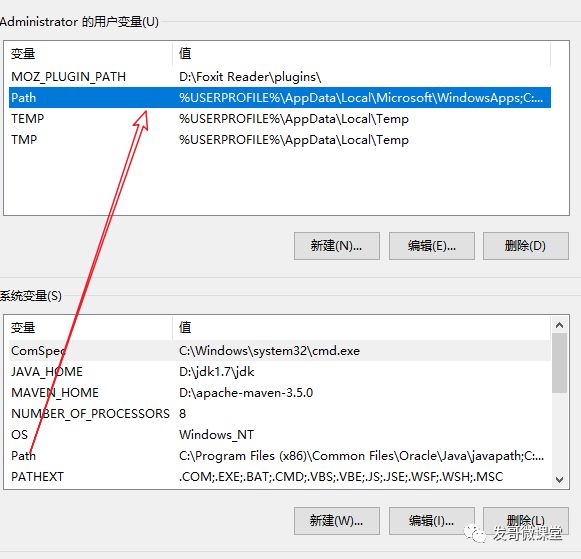 Administrator 的用户变量(U)
变量 值
MOZ_PLUGIN_PATH D:\Foxit Reader\plugins\
Path %USERPROFILE%\AppData\Local\Microsoft\WindowsApps;C:...
TEMP %USERPROFILE%\AppData\Local\Temp
TMP %USERPROFILE%\AppData\Local\Temp
新建(N)... 编辑(E)... 删除(D)
系统变量(S)
变量 值
ComSpec C:\Windows\system32\cmd.exe
JAVA_HOME D:\jdk1.7\jdk
MAVEN_HOME D:\apache-maven-3.5.0
NUMBER_OF_PROCESSORS 8
OS Windows_NT
Path C:\Program Files (x86)\Common Files\Oracle\Java\javapath;C:...
PATHEXT .COM;.EXE;.BAT;.CMD;.VBS;.VBE;.JS;.JSE;.WSF;.WSH;.MSC
新建(W)... 编辑(I)... 删除(L)
发哥微课堂